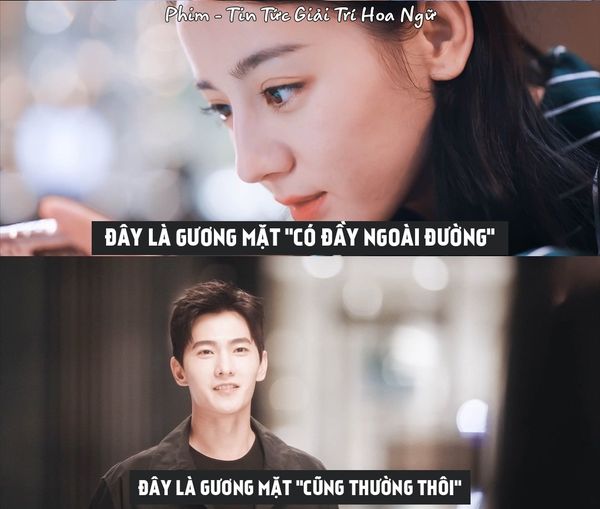 Phim - Tin Tức Giải Trí Hoa Ngữ
ĐÂY LÀ GƯƠNG MẶT "CÓ ĐẦY NGOÀI ĐƯỜNG"
ĐÂY LÀ GƯƠNG MẶT "CŨNG THƯỜNG THÔI"